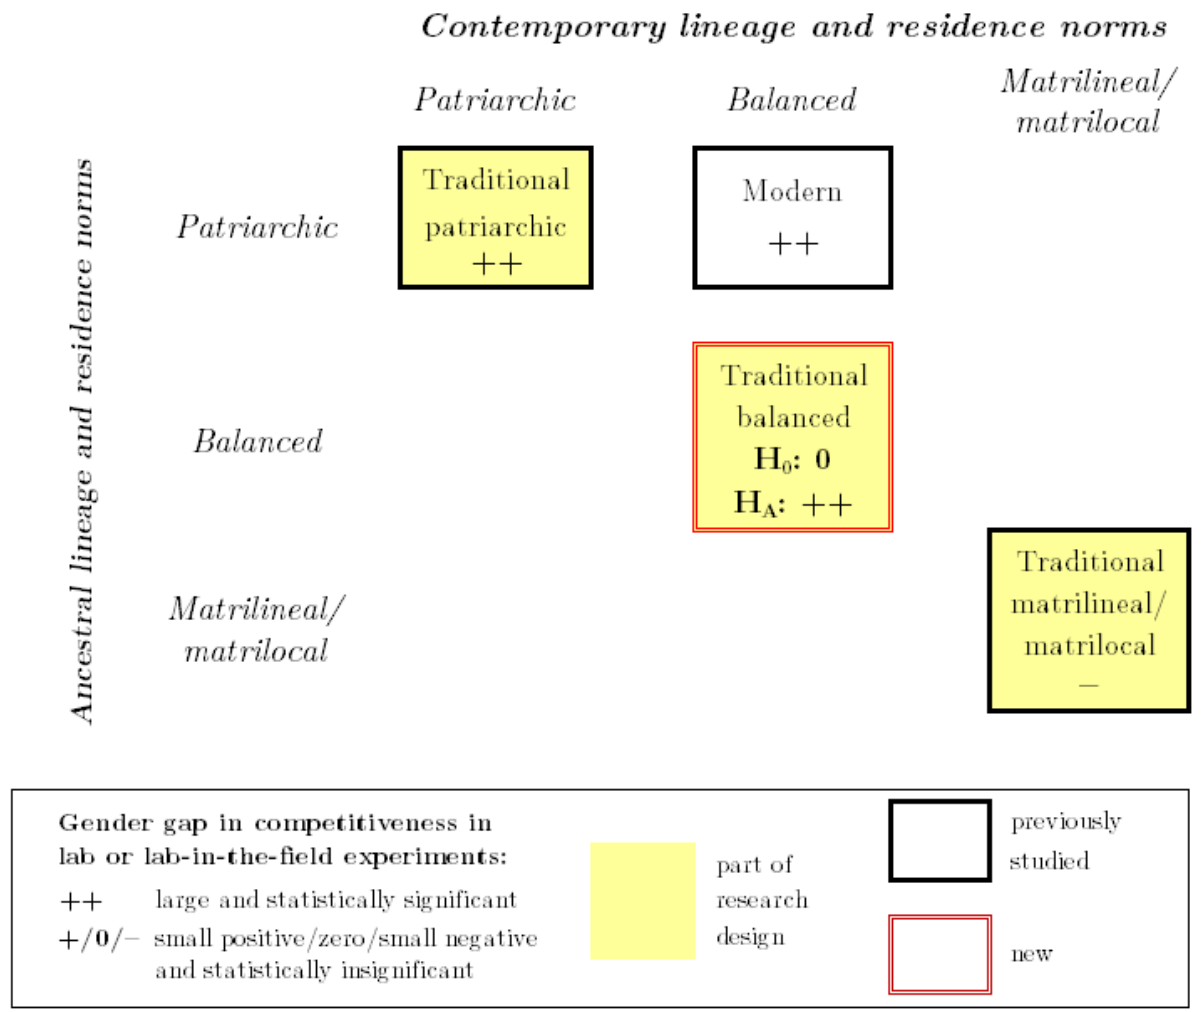 Contemporary lineage and residence norms
Patriarchic
Balanced
Matrilineal/
matrilocal
Ancestral lineage and residence norms
Patriarchic
Traditional
patriarchic
++
Modern
++
Balanced
Traditional
balanced
H₀: 0
H_A: ++
Matrilineal/
matrilocal
Traditional
matrilineal/
matrilocal
–
Gender gap in competitiveness in
lab or lab-in-the-field experiments:
++ large and statistically significant
+/0/– small positive/zero/small negative
and statistically insignificant
part of
research
design
previously
studied
new